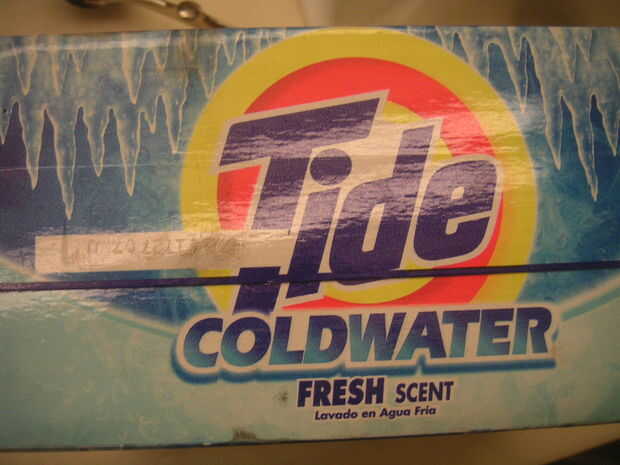 Tide
COLDWATER
FRESH SCENT
Lavado en Agua Fria